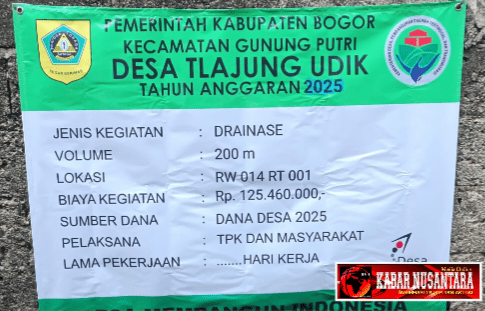 PEMERINTAH KABUPATEN BOGOR
KECAMATAN GUNUNG PUTRI
DESA TLAJUNG UDIK
TAHUN ANGGARAN 2025
JENIS KEGIATAN : DRAINASE
VOLUME : 200 m
LOKASI : RW 014 RT 001
BIAYA KEGIATAN : Rp. 125.460.000,-
SUMBER DANA : DANA DESA 2025
PELAKSANA : TPK DAN MASYARAKAT
LAMA PEKERJAAN : .......HARI KERJA
Desa
KABAR NUSANTARA
MEMBANGUN INDONESIA